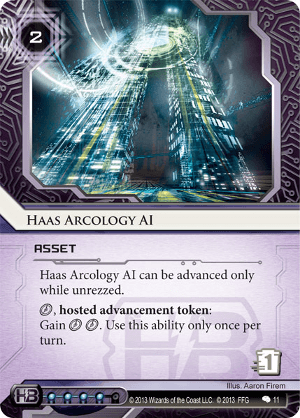 2
HAAS ARCOLOGY AI
ASSET
Haas Arcology AI can be advanced only
while unrezzed.
, hosted advancement token:
Gain . Use this ability only once per
turn.
1
Illus. Aaron Firem
HB
© 2013 Wizards of the Coast LLC. © 2013 FFG 11